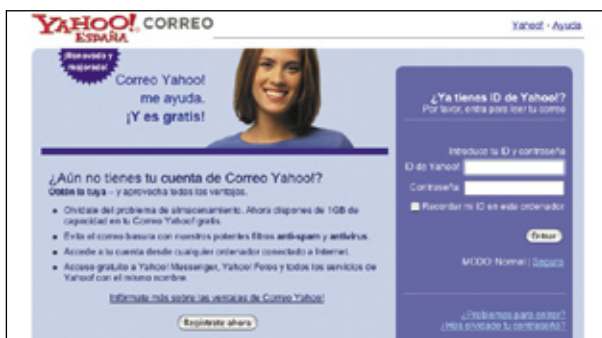 YAHOO! CORREO
ESPAÑA
Yahoo! - Ayuda
¡Renovado y
mejorado!
Correo Yahoo!
me ayuda.
¡Y es gratis!
¿Aún no tienes tu cuenta de Correo Yahoo!?
Obtén la tuya – y aprovecha todas las ventajas.
• Olvídate del problema de almacenamiento. Ahora dispones de 1GB de
capacidad en tu Correo Yahoo! gratis.
• Evita el correo basura con nuestros potentes filtros anti-spam y antivirus.
• Accede a tu cuenta desde cualquier ordenador conectado a Internet.
• Acceso gratuito a Yahoo! Messenger, Yahoo! Fotos y todos los servicios de
Yahoo! con el mismo nombre.
Infórmate más sobre las ventajas de Correo Yahoo!
Regístrate ahora
¿Ya tienes ID de Yahoo!?
Por favor, entra para leer tu correo
Introduce tu ID y contraseña
ID de Yahoo!:
Contraseña:
Recordar mi ID en este ordenador
Entrar
MODO: Normal | Seguro
¿Problemas para entrar?
¿Has olvidado tu contraseña?